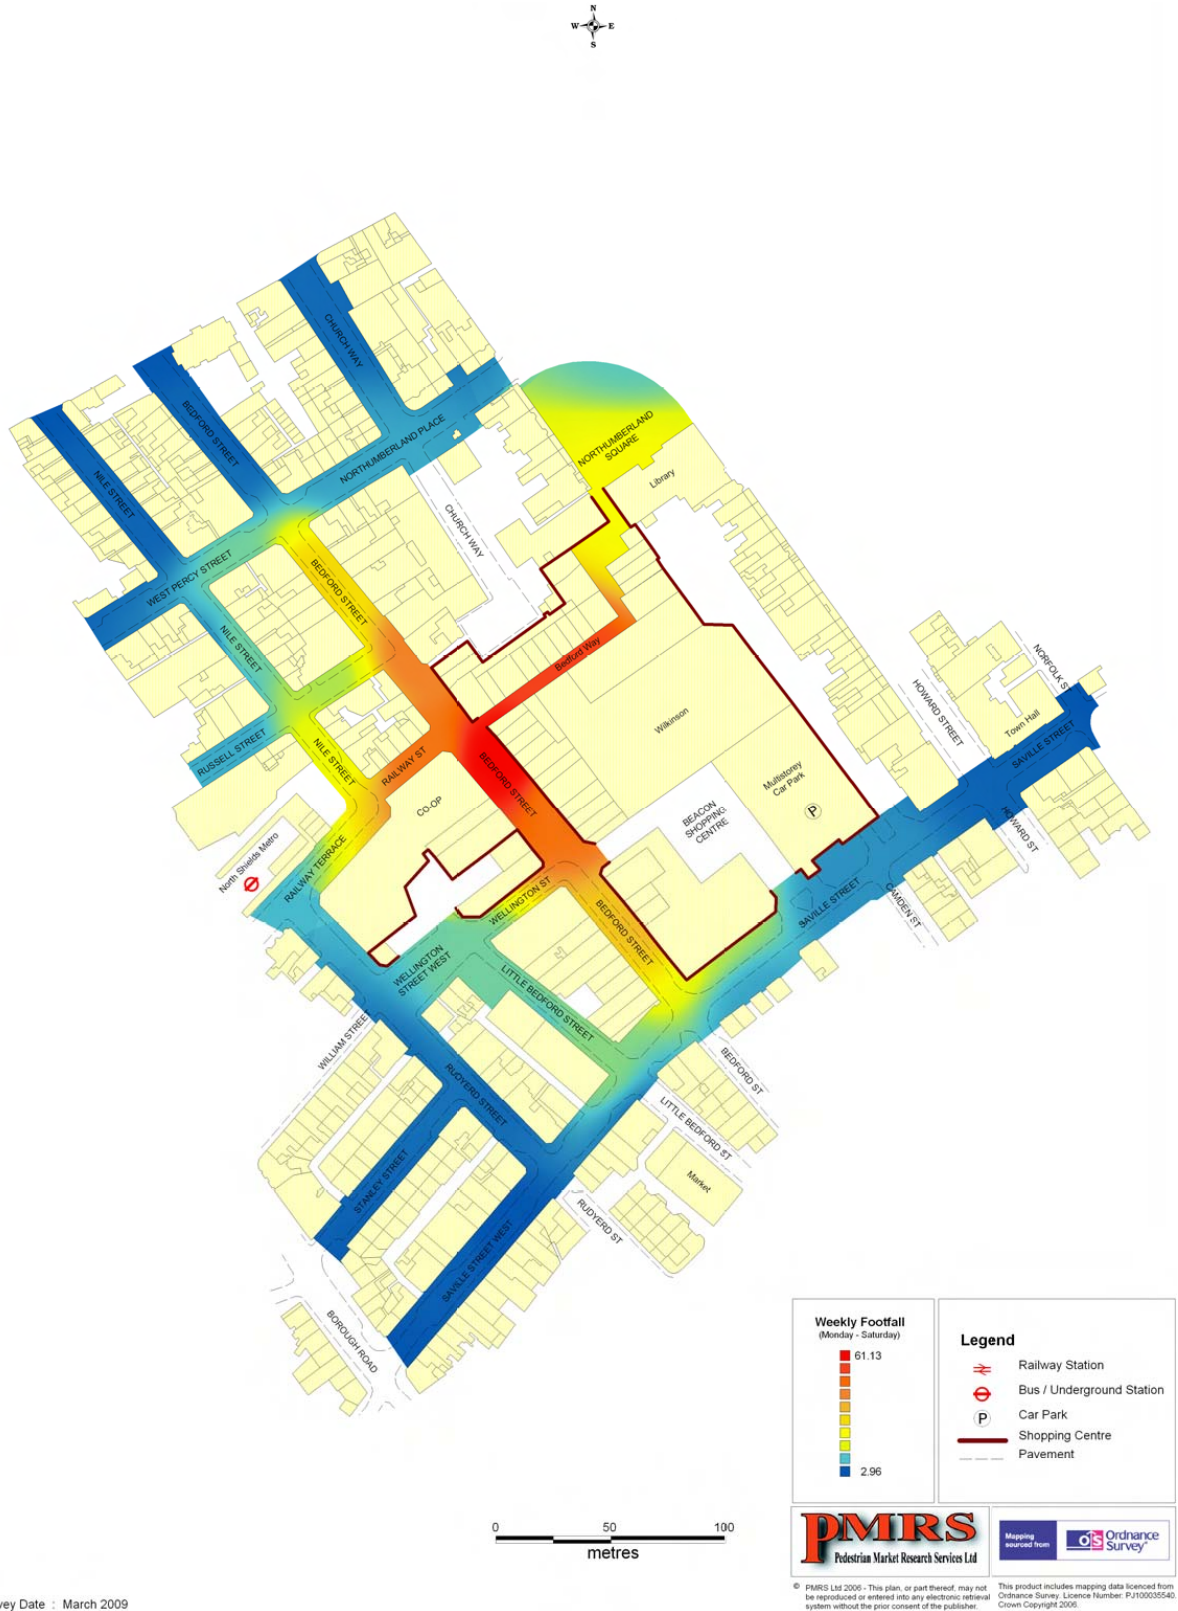 N
W E
S
CHURCH WAY
BEDFORD STREET
NILE STREET
NORTHUMBERLAND PLACE
NORTHUMBERLAND
SQUARE
Library
CHURCH WAY
WEST PERCY STREET
BEDFORD STREET
NILE STREET
Bedford Way
RUSSELL STREET
NILE STREET
RAILWAY ST
BEDFORD STREET
CO-OP
Wilkinson
Multistorey
Car Park
P
BEACON
SHOPPING
CENTRE
HOWARD STREET
NORFOLK S
Town Hall
SAVILLE STREET
HOWARD ST
North Shields Metro
RAILWAY TERRACE
WELLINGTON ST
BEDFORD STREET
SAVILLE STREET
CAMDEN ST
WELLINGTON
STREET WEST
LITTLE BEDFORD STREET
WILLIAM STREE
RUDYERD STREET
BEDFORD ST
LITTLE BEDFORD ST
Market
STANLEY STREET
SAVILLE STREET WEST
RUDYERD ST
BOROUGH ROAD
Weekly Footfall
(Monday - Saturday)
61.13
2.96
Legend
Railway Station
Bus / Underground Station
P Car Park
Shopping Centre
Pavement
0 50 100
metres
PMRS
Pedestrian Market Research Services Ltd
Mapping
sourced from
OS Ordnance
Survey
© PMRS Ltd 2006 - This plan, or part thereof, may not
be reproduced or entered into any electronic retrieval
system without the prior consent of the publisher.
This product includes mapping data licenced from
Ordnance Survey. Licence Number: PJ100035540.
Crown Copyright 2006.
vey Date : March 2009